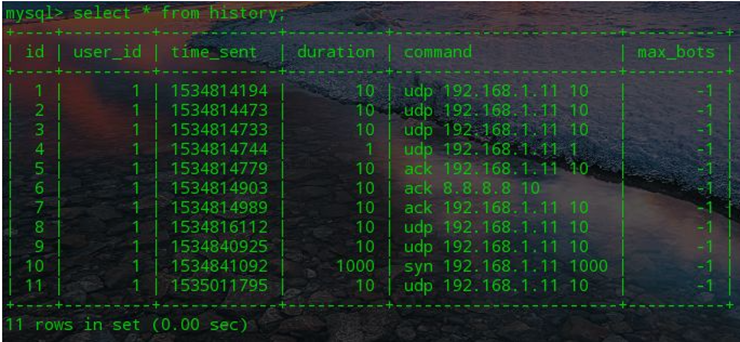 mysql> select * from history;
+----+---------+------------+----------+-----------------------+----------+
| id | user_id | time_sent | duration | command | max_bots |
+----+---------+------------+----------+-----------------------+----------+
| 1 | 1 | 1534814194 | 10 | udp 192.168.1.11 10 | -1 |
| 2 | 1 | 1534814473 | 10 | udp 192.168.1.11 10 | -1 |
| 3 | 1 | 1534814733 | 10 | udp 192.168.1.11 10 | -1 |
| 4 | 1 | 1534814744 | 1 | udp 192.168.1.11 1 | -1 |
| 5 | 1 | 1534814779 | 10 | ack 192.168.1.11 10 | -1 |
| 6 | 1 | 1534814903 | 10 | ack 8.8.8.8 10 | -1 |
| 7 | 1 | 1534814989 | 10 | ack 192.168.1.11 10 | -1 |
| 8 | 1 | 1534816112 | 10 | udp 192.168.1.11 10 | -1 |
| 9 | 1 | 1534840925 | 10 | udp 192.168.1.11 10 | -1 |
| 10 | 1 | 1534841092 | 1000 | syn 192.168.1.11 1000 | -1 |
| 11 | 1 | 1535011795 | 10 | udp 192.168.1.11 10 | -1 |
+----+---------+------------+----------+-----------------------+----------+
11 rows in set (0.00 sec)